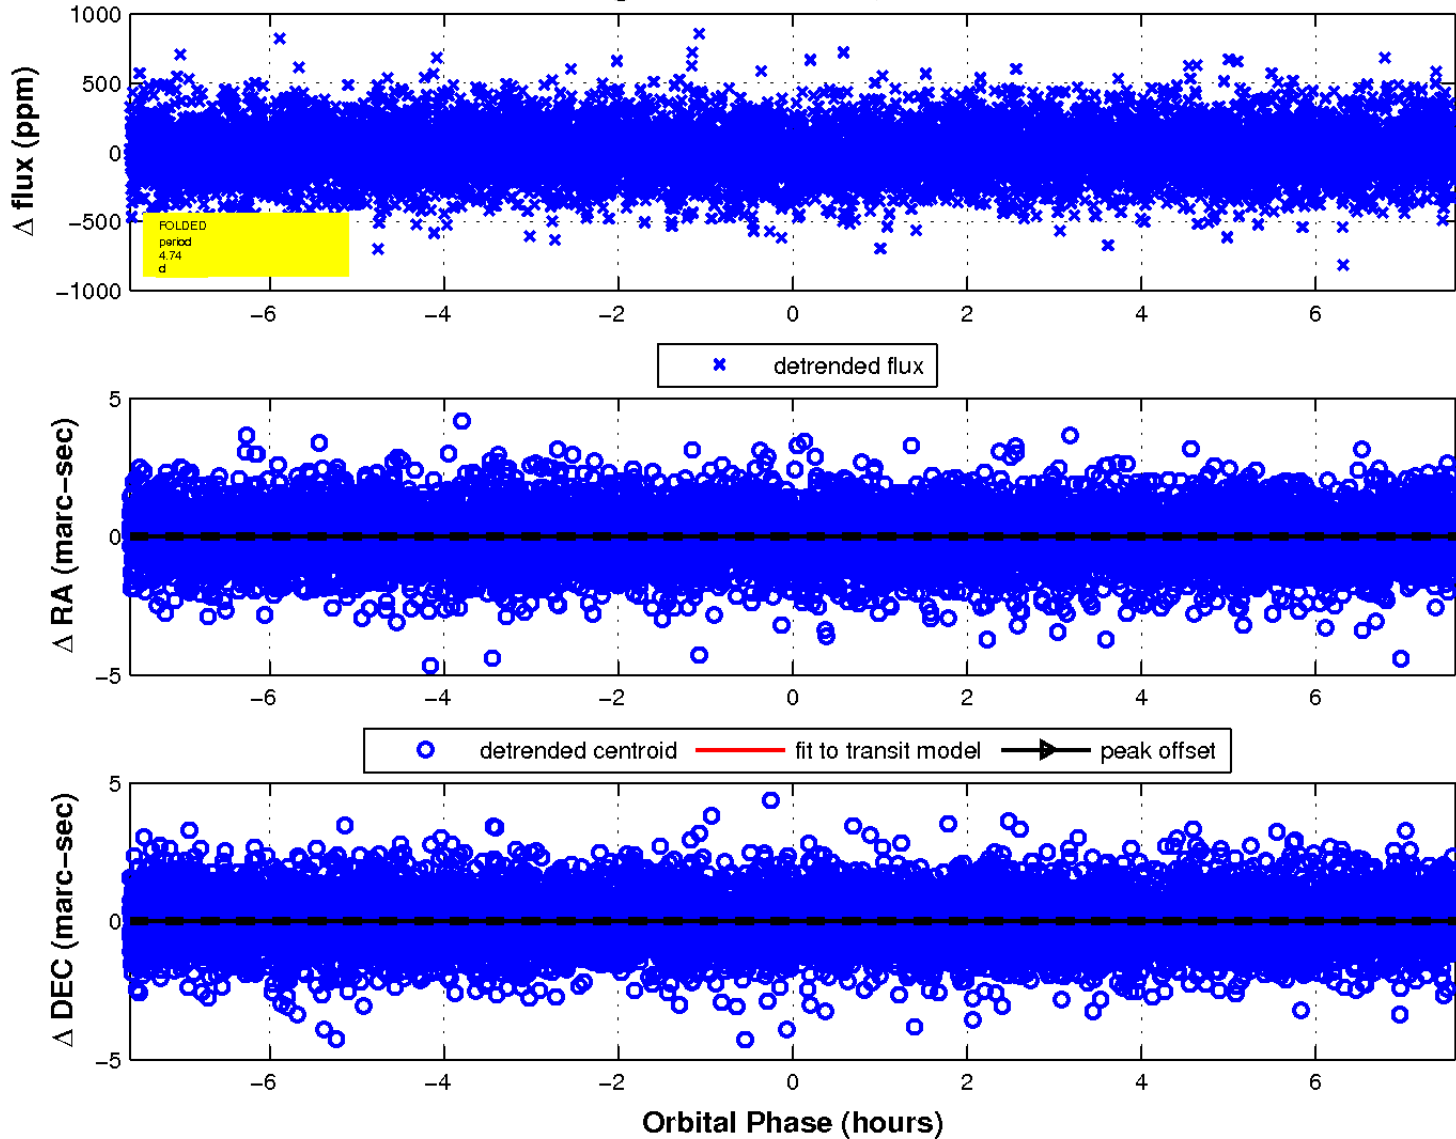 1000
500
0
−500
−1000
Δ flux (ppm)
FOLDED
period
4.74
d
−6 −4 −2 0 2 4 6
detrended flux
5
0
−5
Δ RA (marc−sec)
−6 −4 −2 0 2 4 6
detrended centroid fit to transit model peak offset
5
0
−5
Δ DEC (marc−sec)
−6 −4 −2 0 2 4 6
Orbital Phase (hours)